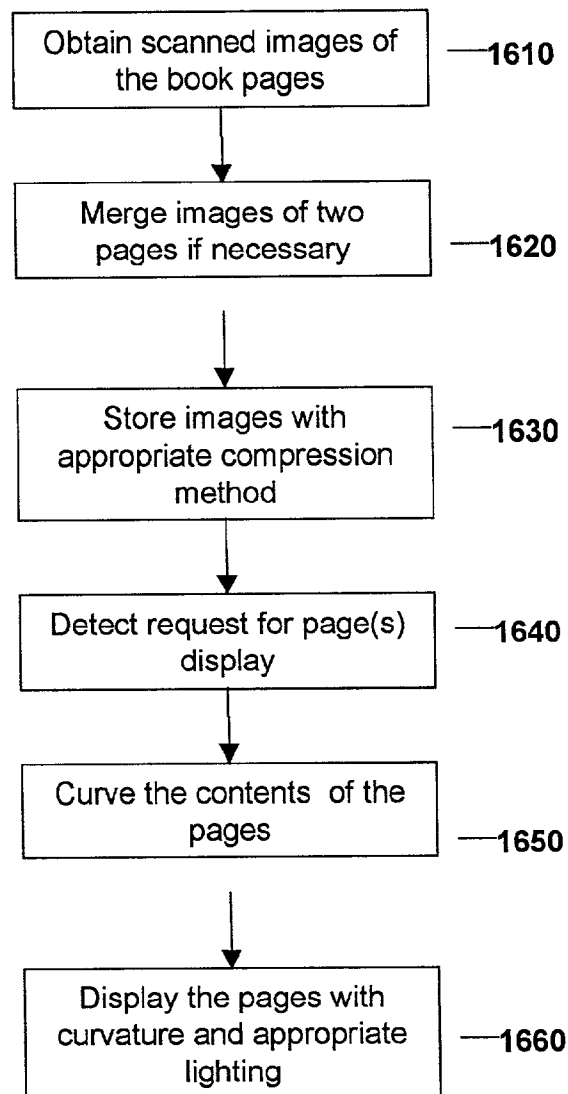 Obtain scanned images of
the book pages
1610
Merge images of two
pages if necessary
1620
Store images with
appropriate compression
method
1630
Detect request for page(s)
display
1640
Curve the contents of the
pages
1650
Display the pages with
curvature and appropriate
lighting
1660